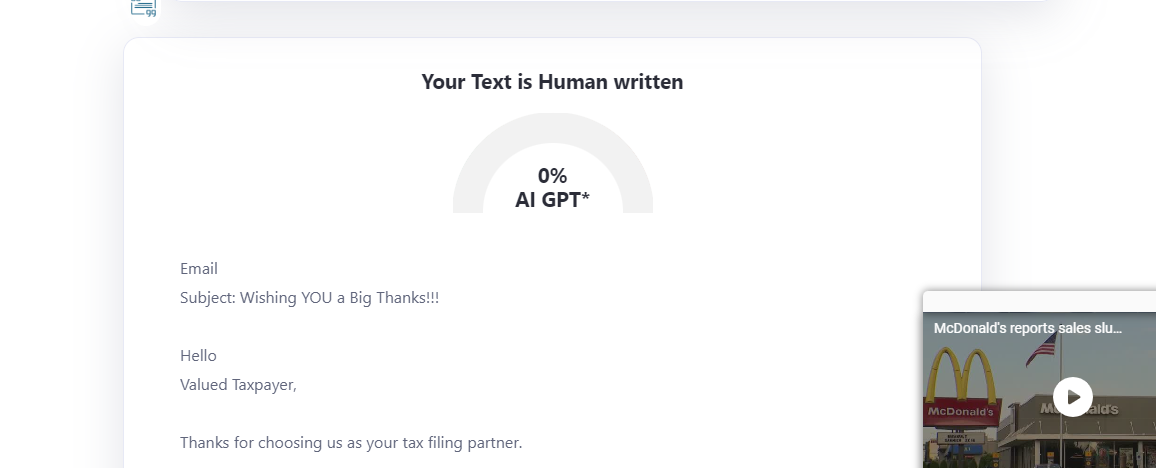 Your Text is Human written
0%
AI GPT*
Email
Subject: Wishing YOU a Big Thanks!!!
Hello
Valued Taxpayer,
Thanks for choosing us as your tax filing partner.
McDonald's reports sales slu...
McDonald's
McDonald's